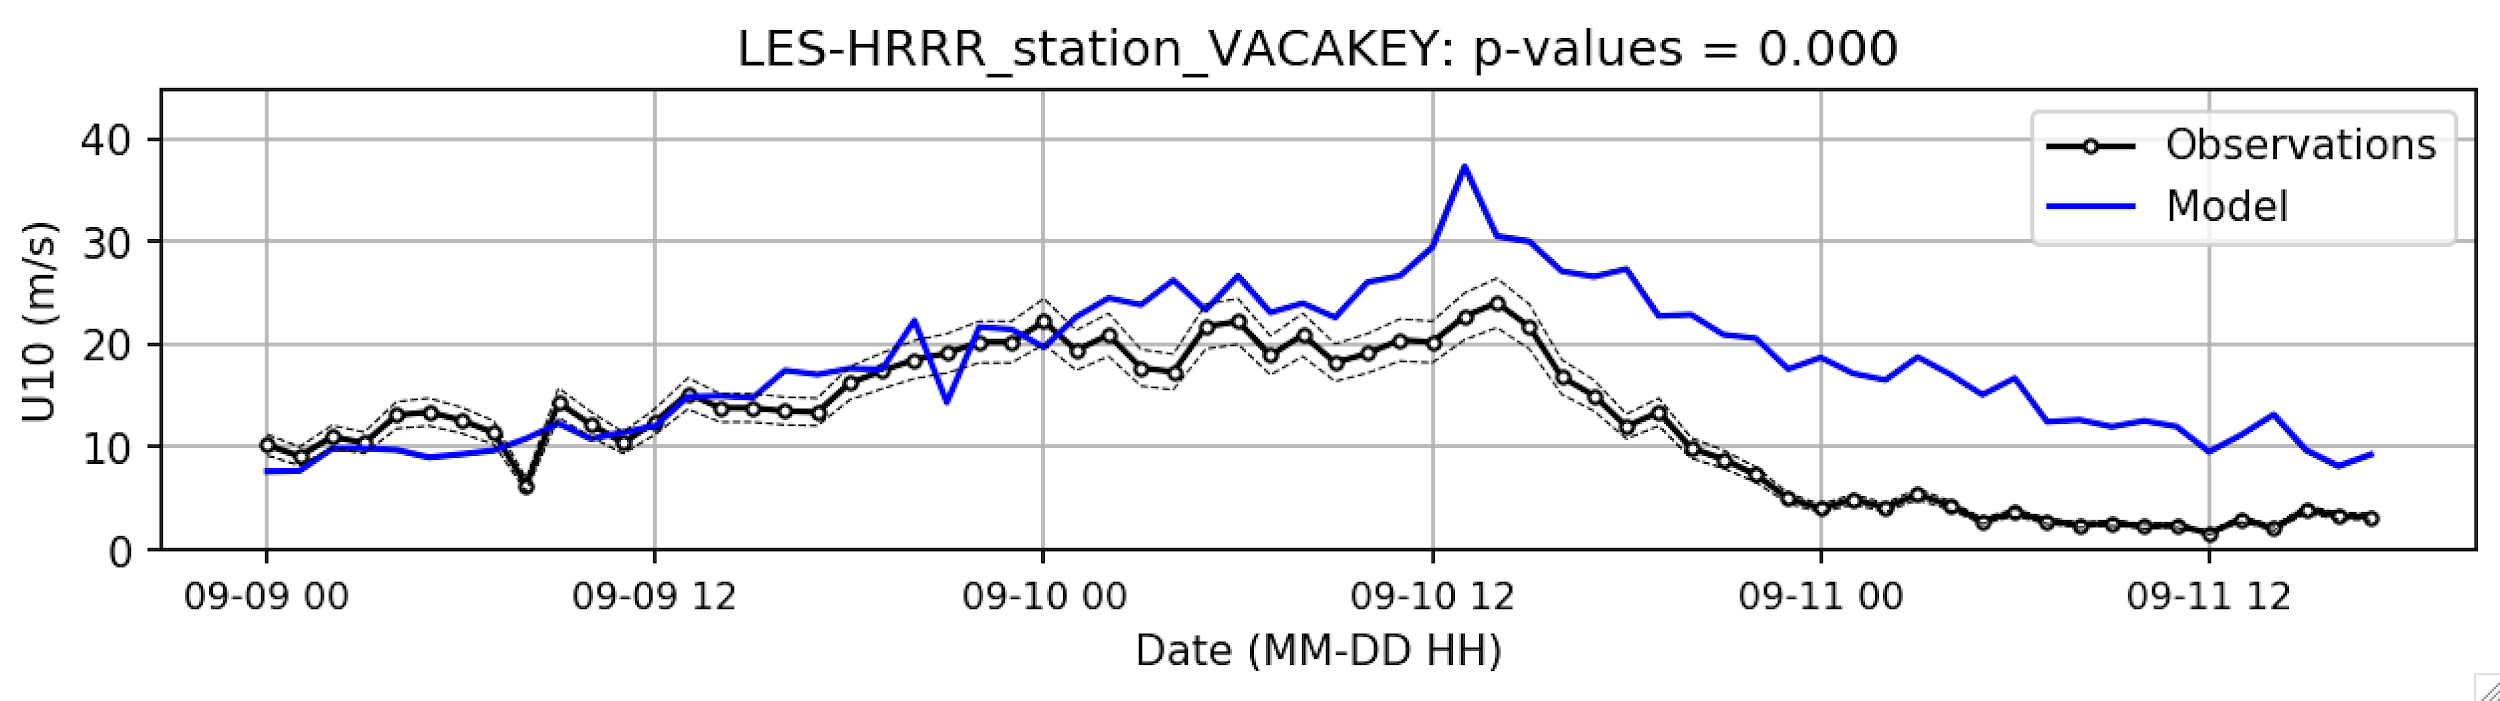 LES-HRRR_station_VACAKEY: p-values = 0.000
Observations
Model
40
30
20
10
0
U10 (m/s)
09-09 00
09-09 12
09-10 00
09-10 12
09-11 00
09-11 12
Date (MM-DD HH)